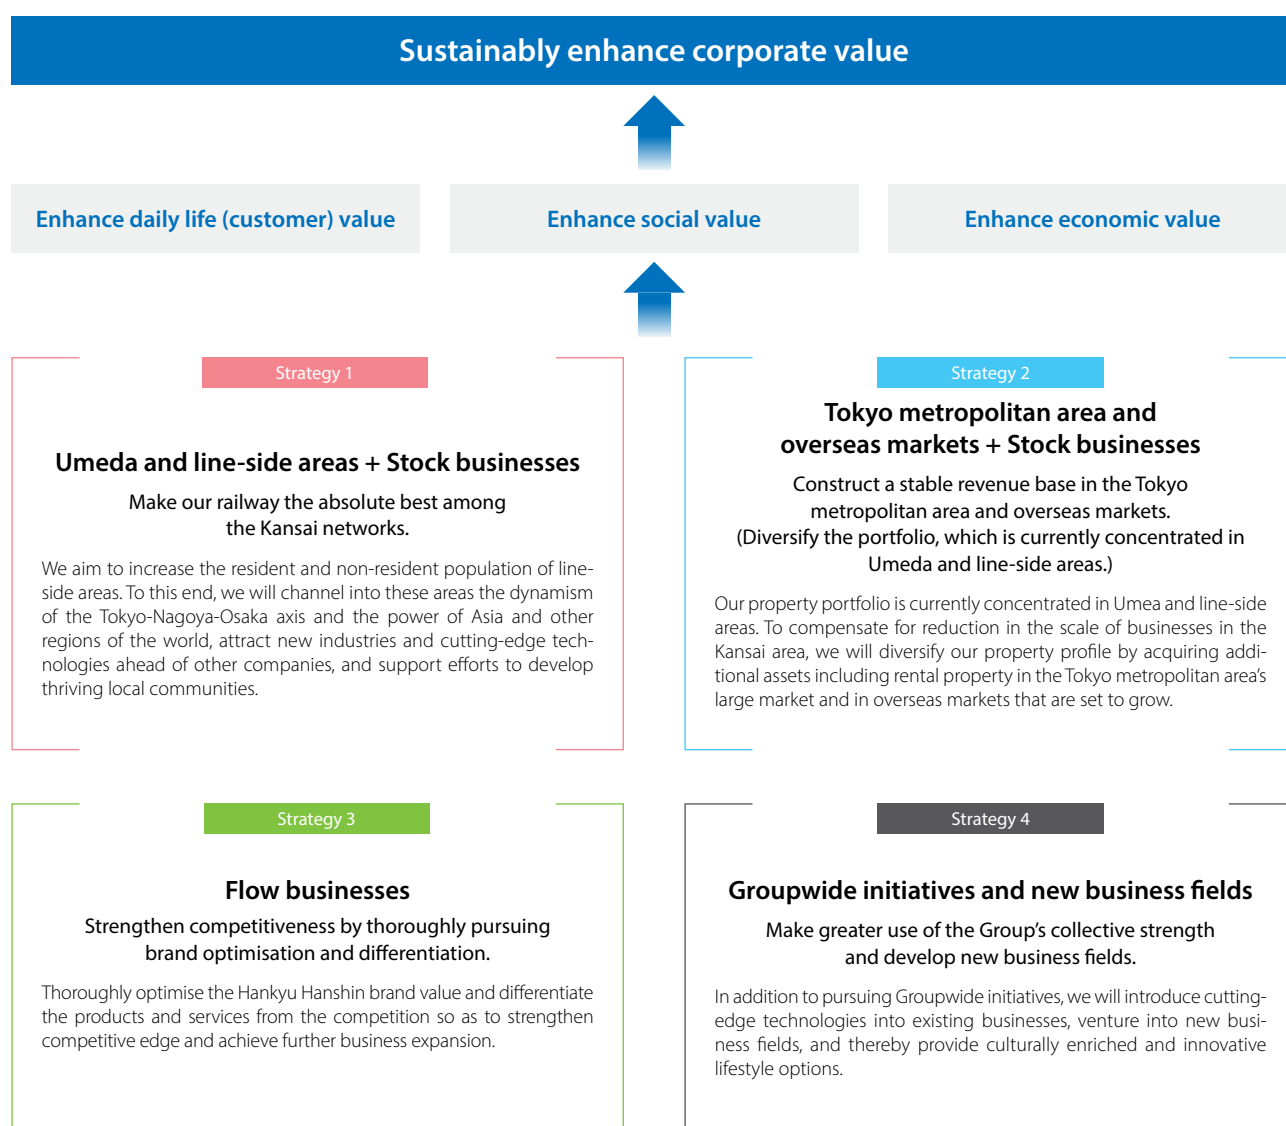 Sustainably enhance corporate value
Enhance daily life (customer) value
Enhance social value
Enhance economic value
Strategy 1
Umeda and line-side areas + Stock businesses
Make our railway the absolute best among
the Kansai networks.
We aim to increase the resident and non-resident population of line-
side areas. To this end, we will channel into these areas the dynamism
of the Tokyo-Nagoya-Osaka axis and the power of Asia and other
regions of the world, attract new industries and cutting-edge tech-
nologies ahead of other companies, and support efforts to develop
thriving local communities.
Strategy 2
Tokyo metropolitan area and
overseas markets + Stock businesses
Construct a stable revenue base in the Tokyo
metropolitan area and overseas markets.
(Diversify the portfolio, which is currently concentrated in
Umeda and line-side areas.)
Our property portfolio is currently concentrated in Umea and line-side
areas. To compensate for reduction in the scale of businesses in the
Kansai area, we will diversify our property profile by acquiring addi-
tional assets including rental property in the Tokyo metropolitan area's
large market and in overseas markets that are set to grow.
Strategy 3
Flow businesses
Strengthen competitiveness by thoroughly pursuing
brand optimisation and differentiation.
Thoroughly optimise the Hankyu Hanshin brand value and differentiate
the products and services from the competition so as to strengthen
competitive edge and achieve further business expansion.
Strategy 4
Groupwide initiatives and new business fields
Make greater use of the Group's collective strength
and develop new business fields.
In addition to pursuing Groupwide initiatives, we will introduce cutting-
edge technologies into existing businesses, venture into new busi-
ness fields, and thereby provide culturally enriched and innovative
lifestyle options.